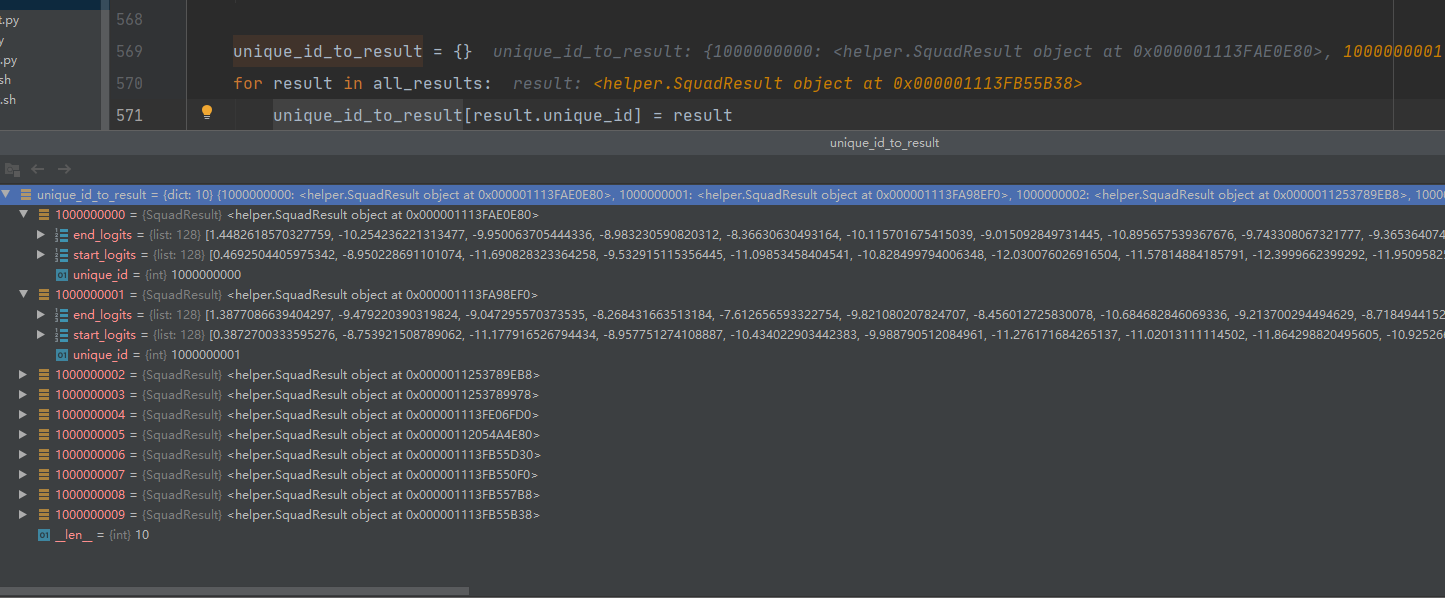 t.py
y
.py
sh
.sh
568
569 unique_id_to_result = {} unique_id_to_result: {1000000000: <helper.SquadResult object at 0x000001113FAE0E80>, 1000000001
570 for result in all_results: result: <helper.SquadResult object at 0x000001113FB55B38>
571 unique_id_to_result[result.unique_id] = result
unique_id_to_result
unique_id_to_result = {dict: 10} {1000000000: <helper.SquadResult object at 0x000001113FAE0E80>, 1000000001: <helper.SquadResult object at 0x000001113FA98EF0>, 1000000002: <helper.SquadResult object at 0x0000011253789EB8>, 1000
1000000000 = {SquadResult} <helper.SquadResult object at 0x000001113FAE0E80>
end_logits = {list: 128} [1.4482618570327759, -10.254236221313477, -9.950063705444336, -8.983230590820312, -8.36630630493164, -10.115701675415039, -9.015092849731445, -10.895657539367676, -9.743308067321777, -9.365364074
start_logits = {list: 128} [0.4692504405975342, -8.950228691101074, -11.690828323364258, -9.532915115356445, -11.09853458404541, -10.828499794006348, -12.030076026916504, -11.57814884185791, -12.3999662399292, -11.95095825
unique_id = {int} 1000000000
1000000001 = {SquadResult} <helper.SquadResult object at 0x000001113FA98EF0>
end_logits = {list: 128} [1.3877086639404297, -9.479220390319824, -9.047295570373535, -8.268431663513184, -7.612656593322754, -9.821080207824707, -8.456012725830078, -10.684682846069336, -9.213700294494629, -8.7184944152
start_logits = {list: 128} [0.3872700333595276, -8.753921508789062, -11.177916526794434, -8.957751274108887, -10.434022903442383, -9.988790512084961, -11.276171684265137, -11.02013111114502, -11.864298820495605, -10.92526
unique_id = {int} 1000000001
1000000002 = {SquadResult} <helper.SquadResult object at 0x0000011253789EB8>
1000000003 = {SquadResult} <helper.SquadResult object at 0x0000011253789978>
1000000004 = {SquadResult} <helper.SquadResult object at 0x000001113FE06FD0>
1000000005 = {SquadResult} <helper.SquadResult object at 0x00000112054A4E80>
1000000006 = {SquadResult} <helper.SquadResult object at 0x000001113FB55D30>
1000000007 = {SquadResult} <helper.SquadResult object at 0x000001113FB550F0>
1000000008 = {SquadResult} <helper.SquadResult object at 0x000001113FB557B8>
1000000009 = {SquadResult} <helper.SquadResult object at 0x000001113FB55B38>
__len__ = {int} 10